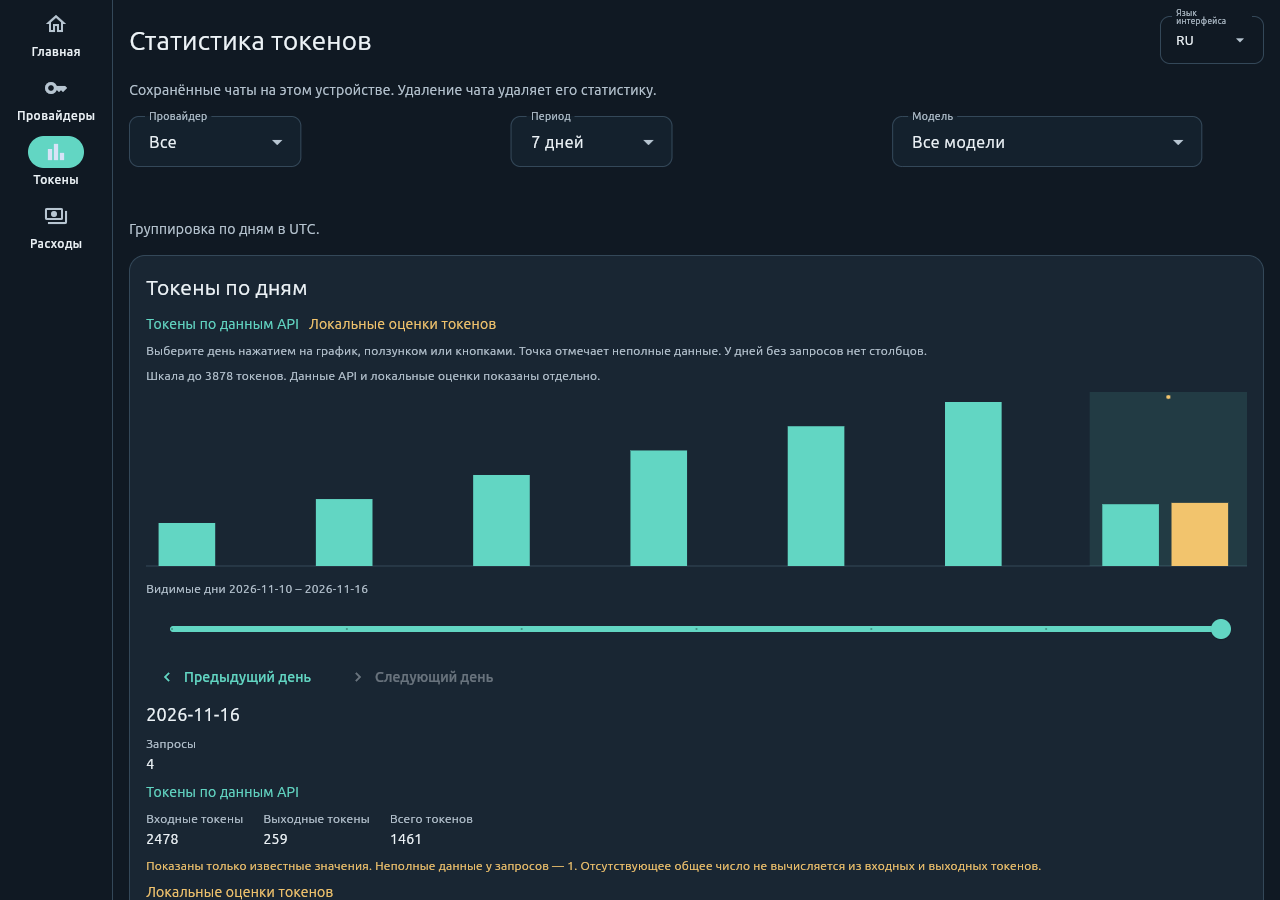 Главная
Провайдеры
Токены
Расходы
Статистика токенов
Язык
интерфейса
RU
Сохранённые чаты на этом устройстве. Удаление чата удаляет его статистику.
Провайдер
Все
Период
7 дней
Модель
Все модели
Группировка по дням в UTC.
Токены по дням
Токены по данным API Локальные оценки токенов
Выберите день нажатием на график, ползунком или кнопками. Точка отмечает неполные данные. У дней без запросов нет столбцов.
Шкала до 3878 токенов. Данные API и локальные оценки показаны отдельно.
Видимые дни 2026-11-10 – 2026-11-16
Предыдущий день Следующий день
2026-11-16
Запросы
4
Токены по данным API
Входные токены Выходные токены Всего токенов
2478 259 1461
Показаны только известные значения. Неполные данные у запросов — 1. Отсутствующее общее число не вычисляется из входных и выходных токенов.
Локальные оценки токенов